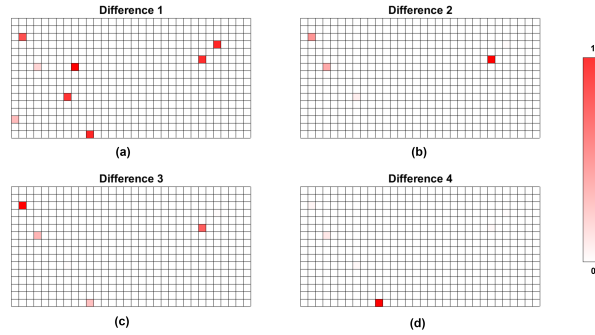 Difference 1
Difference 2
1
(a)
(b)
Difference 3
Difference 4
0
(c)
(d)